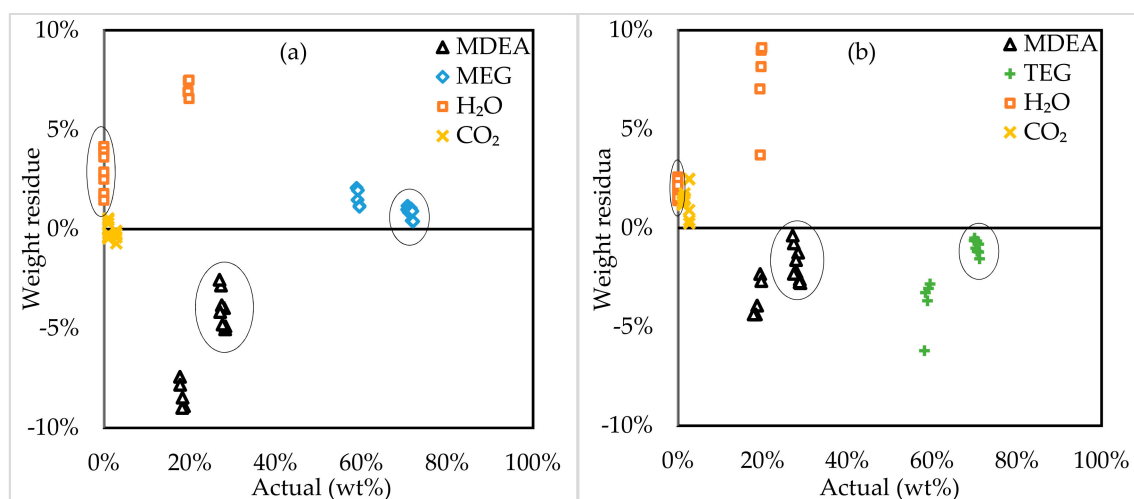 10%
5%
0%
-5%
-10%
Weight residue
(a)
MDEA
MEG
H₂O
CO₂
0% 20% 40% 60% 80% 100%
Actual (wt%)
10%
5%
0%
-5%
-10%
Weight residua
(b)
MDEA
TEG
H₂O
CO₂
0% 20% 40% 60% 80% 100%
Actual (wt%)